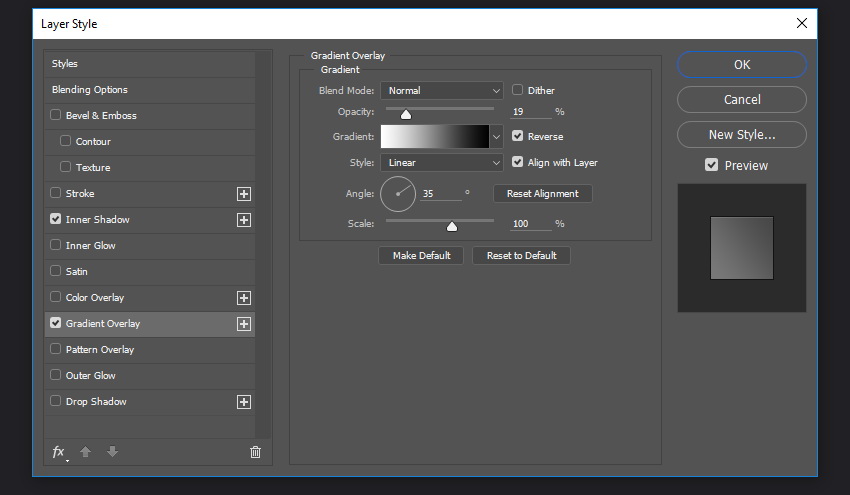 Layer Style
Styles
Blending Options
Bevel & Emboss
Contour
Texture
Stroke
Inner Shadow
Inner Glow
Satin
Color Overlay
Gradient Overlay
Pattern Overlay
Outer Glow
Drop Shadow
fx
Gradient Overlay
Gradient
Blend Mode: Normal Dither
Opacity: 19 %
Gradient: Reverse
Style: Linear Align with Layer
Angle: 35 ° Reset Alignment
Scale: 100 %
Make Default Reset to Default
OK
Cancel
New Style...
Preview